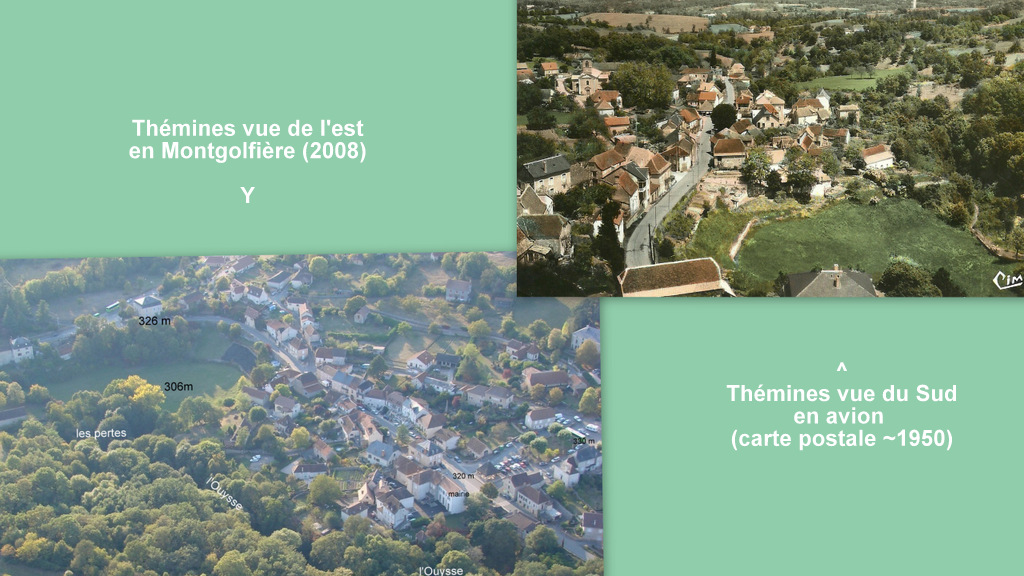 Thémines vue de l'est
en Montgolfière (2008)
Y
CIM
326 m
306m
les pertes
l'Ouysse
330 m
320 m
mairie
l'Ouysse
^
Thémines vue du Sud
en avion
(carte postale ~1950)